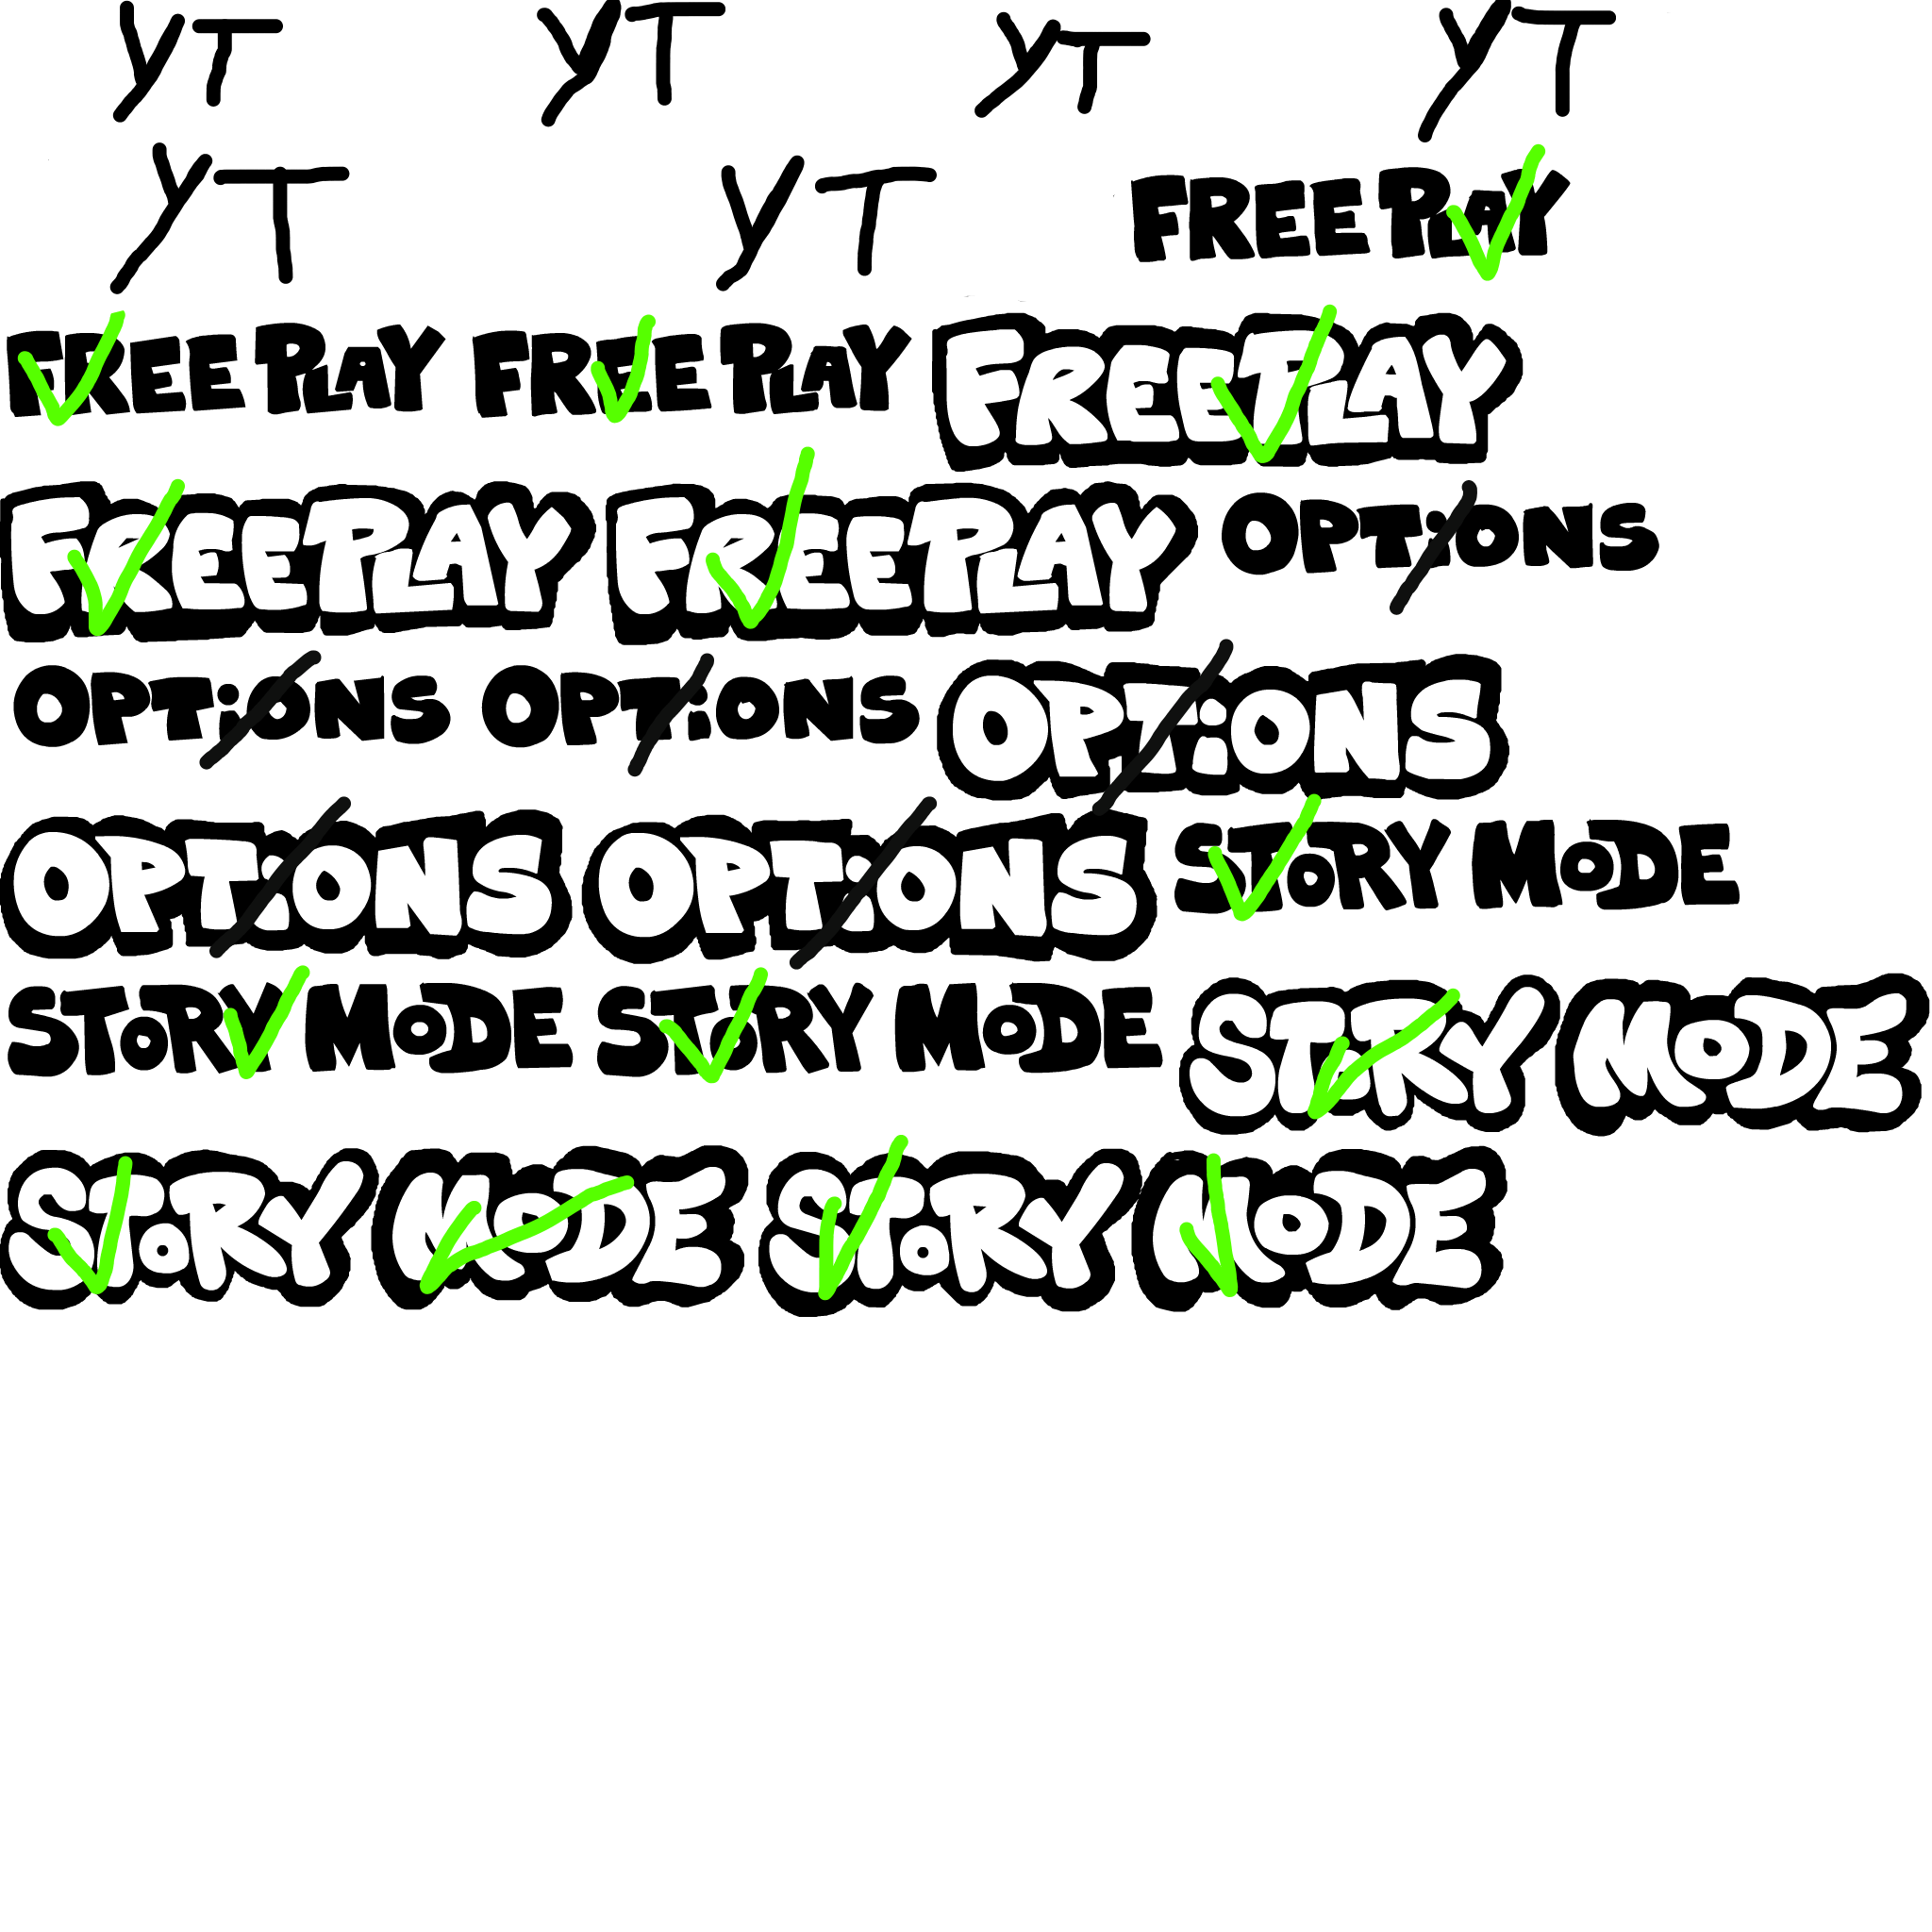 YT YT YT YT
YT YT FREE PLAY
FREE PLAY FREE PLAY FREE PLAY
FREE PLAY FREE PLAY OPTiONS
OPTiONS OPTiONS OPTiONS
OPTiONS OPTiONS STORY MODE
STORY MODE STORY MODE STORY MODE
STORY MODE STORY MODE